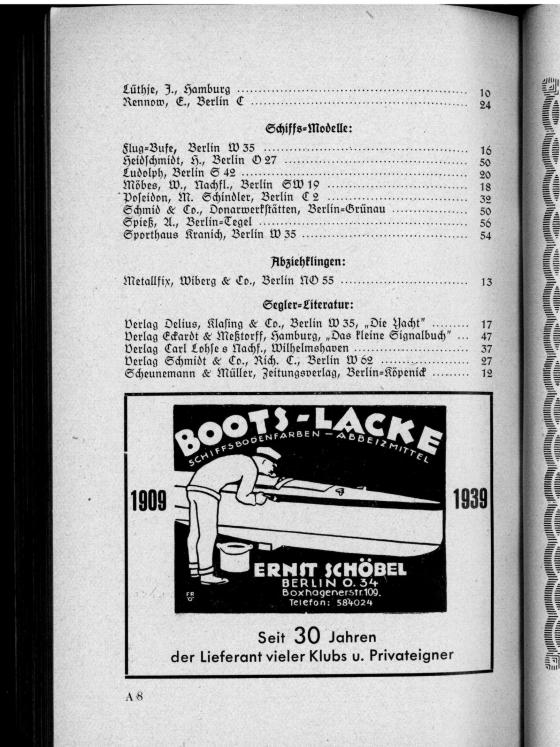 Lüthje, J., Hamburg ........ 10
Rennow, E., Berlin C ........ 24
Schiffs=Modelle:
Flug=Bufe, Berlin W 35 ........ 16
Heidschmidt, H., Berlin O 27 ........ 50
Ludolph, Berlin S 42 ........ 20
Möbes, W., Nachfl., Berlin SW 19 ........ 18
Poseidon, M. Schindler, Berlin C 2 ........ 32
Schmid & Co., Donarwerkstätten, Berlin=Grünau ........ 50
Spieß, A., Berlin=Tegel ........ 56
Sporthaus Kranich, Berlin W 35 ........ 54
Abziehklingen:
Metallfix, Wiberg & Co., Berlin NO 55 ........ 13
Segler=Literatur:
Verlag Delius, Klasing & Co., Berlin W 35, „Die Yacht" ........ 17
Verlag Eckardt & Meßtorff, Hamburg, „Das kleine Signalbuch" ... 47
Verlag Carl Lohse s Nachf., Wilhelmshaven ........ 37
Verlag Schmidt & Co., Rich. C., Berlin W 62 ........ 27
Scheunemann & Müller, Zeitungsverlag, Berlin=Köpenick ........ 12
BOOTS-LACKE
SCHIFFSBODENFARBEN - ABBEIZMITTEL
1909 1939
ERNST SCHÖBEL
BERLIN O. 34
Boxhagenerstr. 109.
Telefon: 584024
FR
"O"
Seit 30 Jahren
der Lieferant vieler Klubs u. Privateigner
A 8